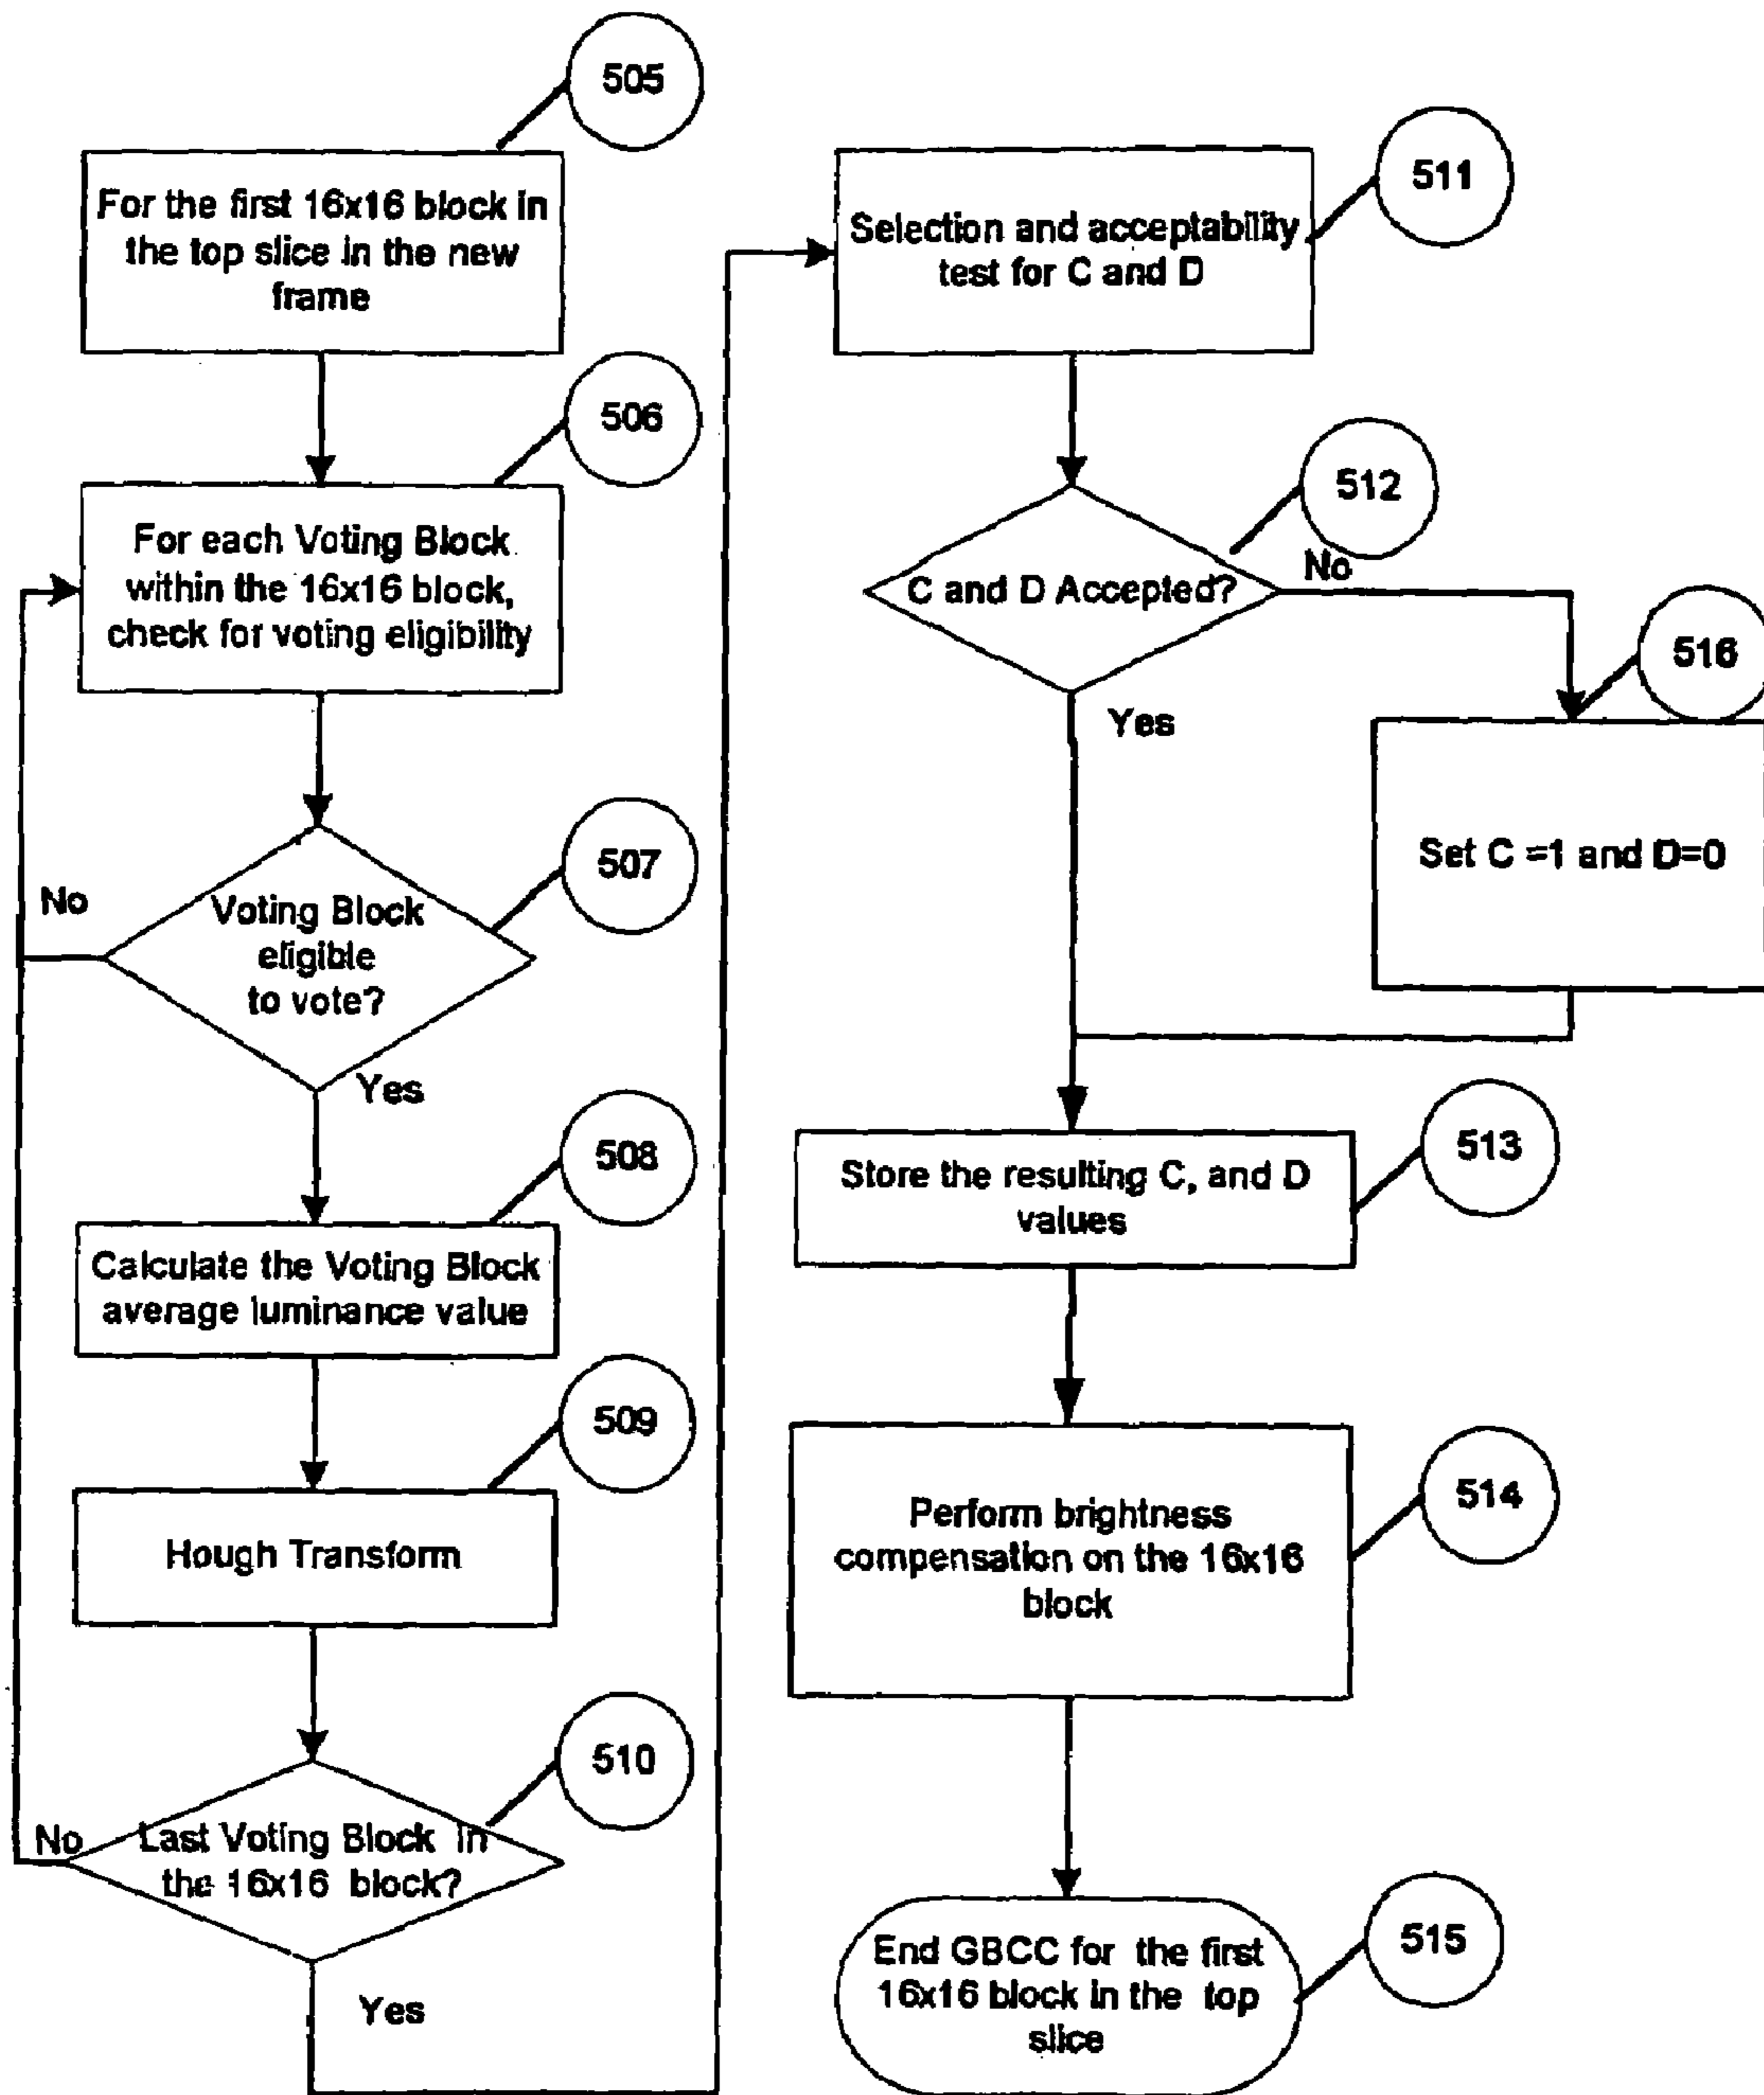 505
For the first 16x16 block in
the top slice in the new
frame
506
For each Voting Block
within the 16x16 block,
check for voting eligibility
507
No
Voting Block
eligible
to vote?
Yes
508
Calculate the Voting Block
average luminance value
509
Hough Transform
510
No
Last Voting Block in
the 16x16 block?
Yes
511
Selection and acceptability
test for C and D
512
No
C and D Accepted?
516
Yes
Set C =1 and D=0
513
Store the resulting C, and D
values
514
Perform brightness
compensation on the 16x16
block
515
End GBCC for the first
16x16 block in the top
slice